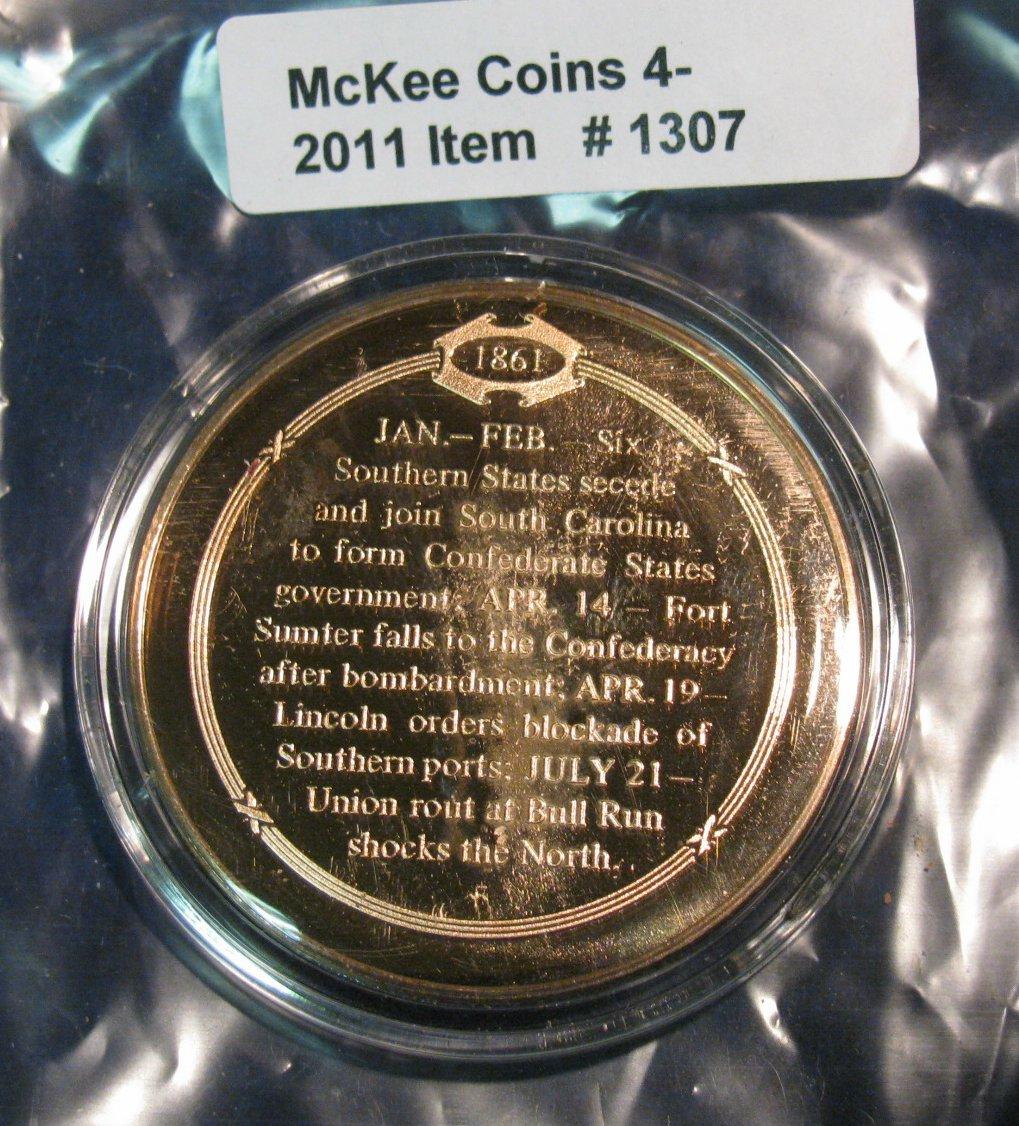 McKee Coins 4-
2011 Item # 1307
1861
JAN.– FEB. – Six
Southern States secede
and join South Carolina
to form Confederate States
government; APR. 14 – Fort
Sumter falls to the Confederacy
after bombardment; APR. 19 –
Lincoln orders blockade of
Southern ports; JULY 21 –
Union rout at Bull Run
shocks the North.